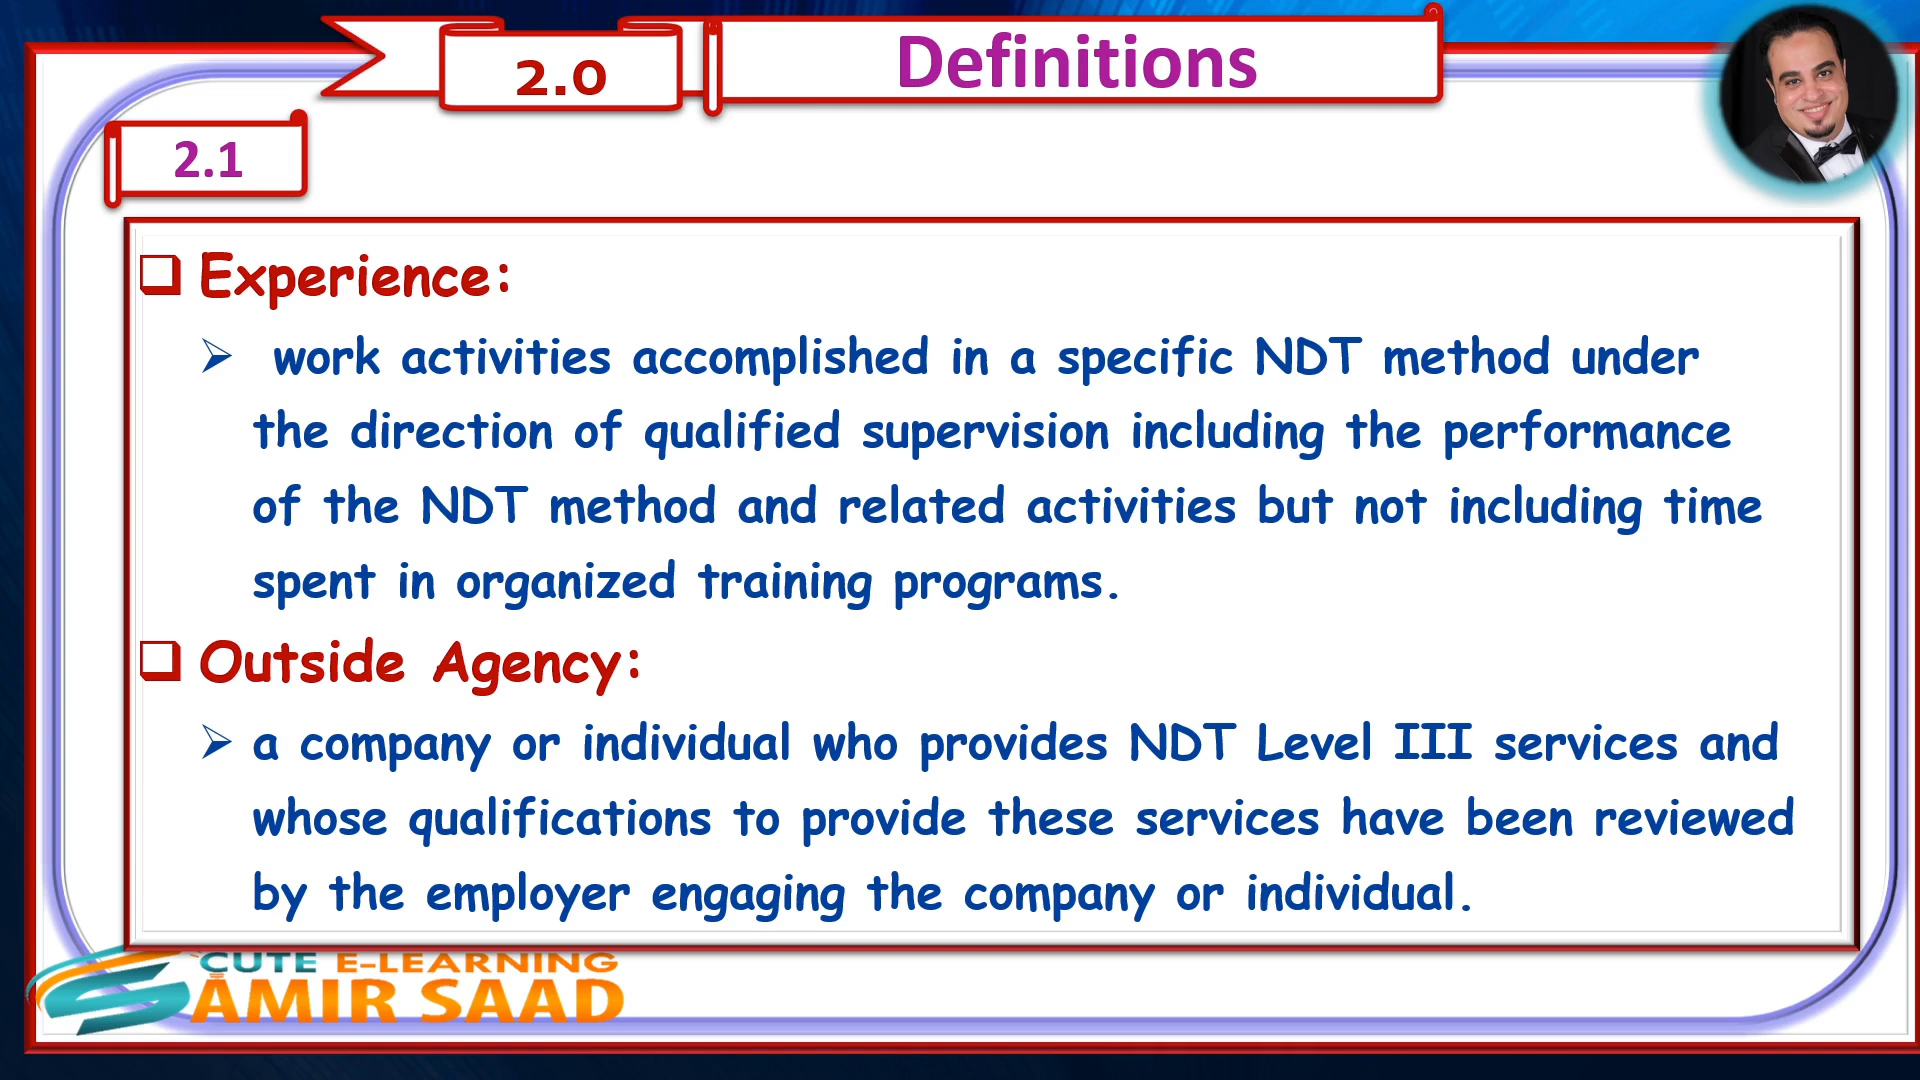 2.0
Definitions
2.1
Experience:
work activities accomplished in a specific NDT method under
the direction of qualified supervision including the performance
of the NDT method and related activities but not including time
spent in organized training programs.
Outside Agency:
a company or individual who provides NDT Level III services and
whose qualifications to provide these services have been reviewed
by the employer engaging the company or individual.
CUTE E-LEARNING
AMIR SAAD